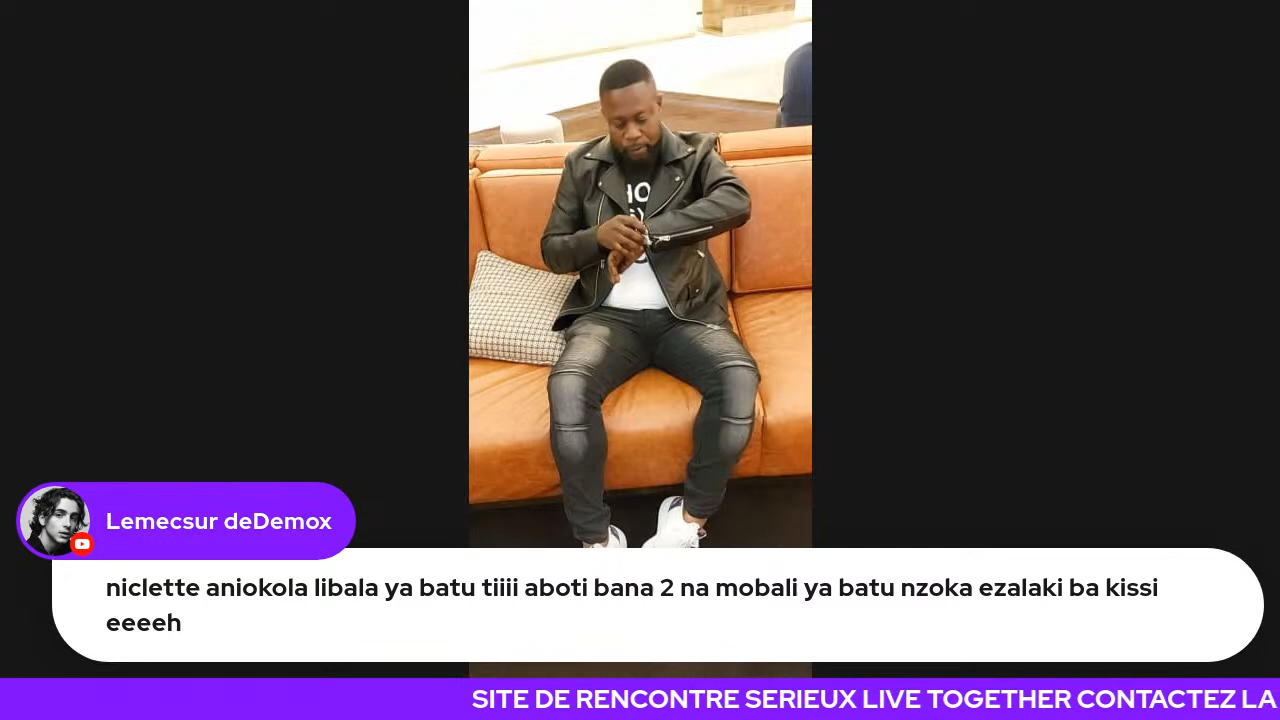 Lemecsur deDemox
niclette aniokola libala ya batu tiiii aboti bana 2 na mobali ya batu nzoka ezalaki ba kissi
eeeeh
SITE DE RENCONTRE SERIEUX LIVE TOGETHER CONTACTEZ LA